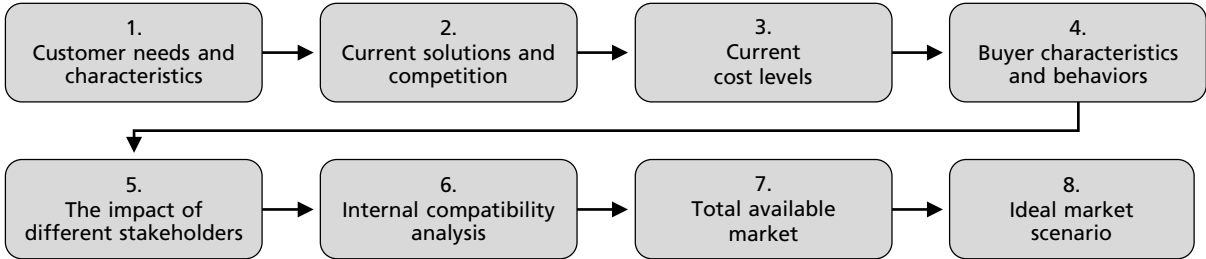 1.
Customer needs and
characteristics
2.
Current solutions and
competition
3.
Current
cost levels
4.
Buyer characteristics
and behaviors
5.
The impact of
different stakeholders
6.
Internal compatibility
analysis
7.
Total available
market
8.
Ideal market
scenario